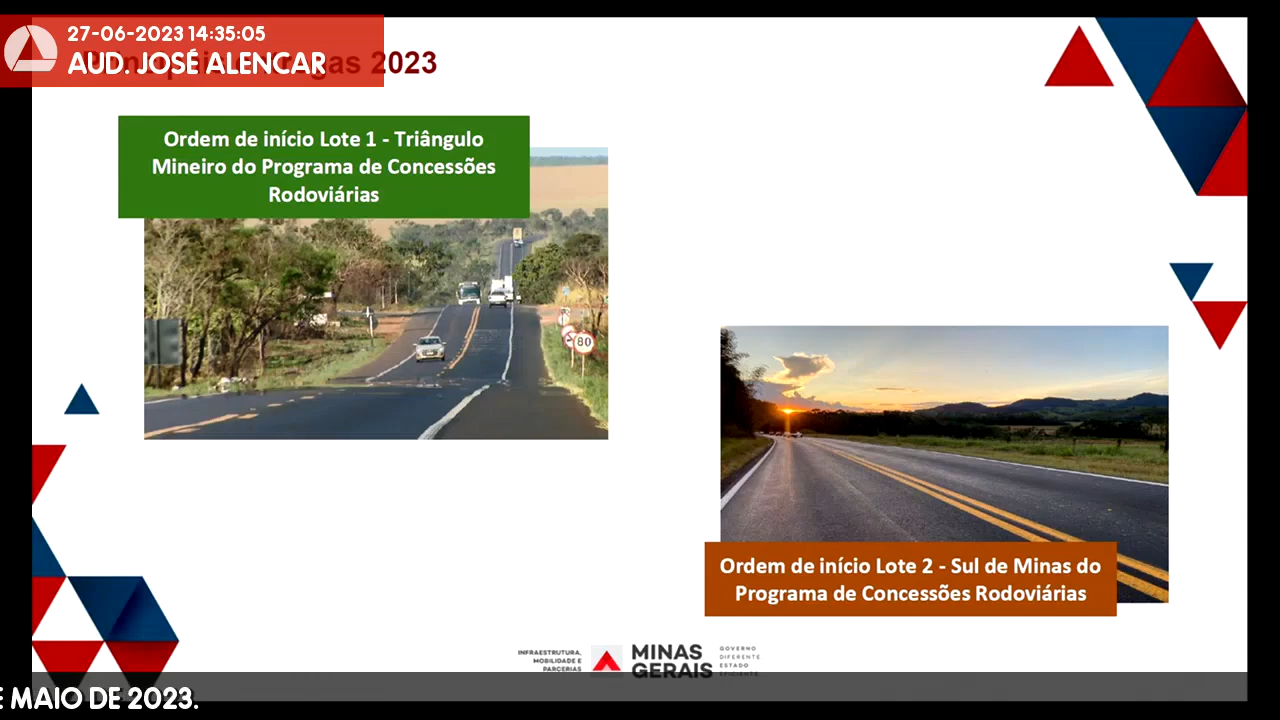 27-06-2023 14:35:05
AUD. JOSÉ ALENCAR
2023
Ordem de início Lote 1 - Triângulo
Mineiro do Programa de Concessões
Rodoviárias
80
Ordem de início Lote 2 - Sul de Minas do
Programa de Concessões Rodoviárias
INFRAESTRUTURA,
MOBILIDADE E
PARCERIAS
MINAS
GERAIS
GOVERNO
DIFERENTE
ESTADO
EFICIENTE
E MAIO DE 2023.